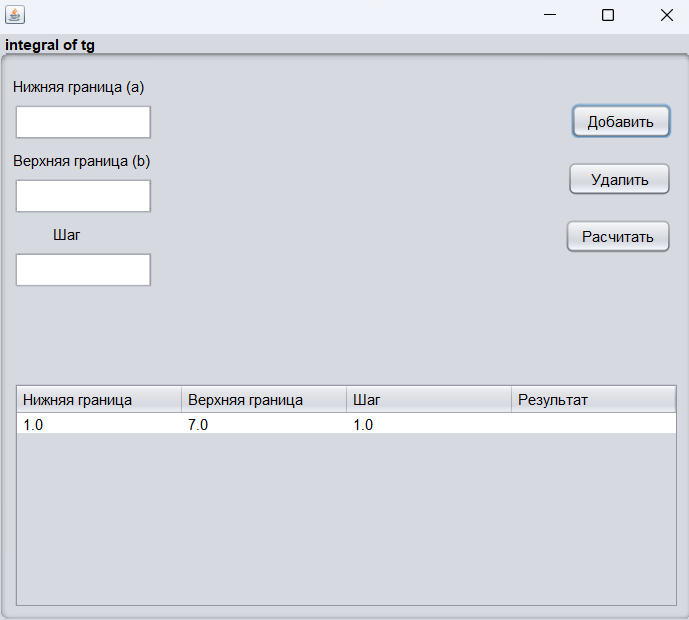 integral of tg
Нижняя граница (a)
Добавить
Верхняя граница (b)
Удалить
Шаг
Расчитать
Нижняя граница Верхняя граница Шаг Результат
1.0 7.0 1.0